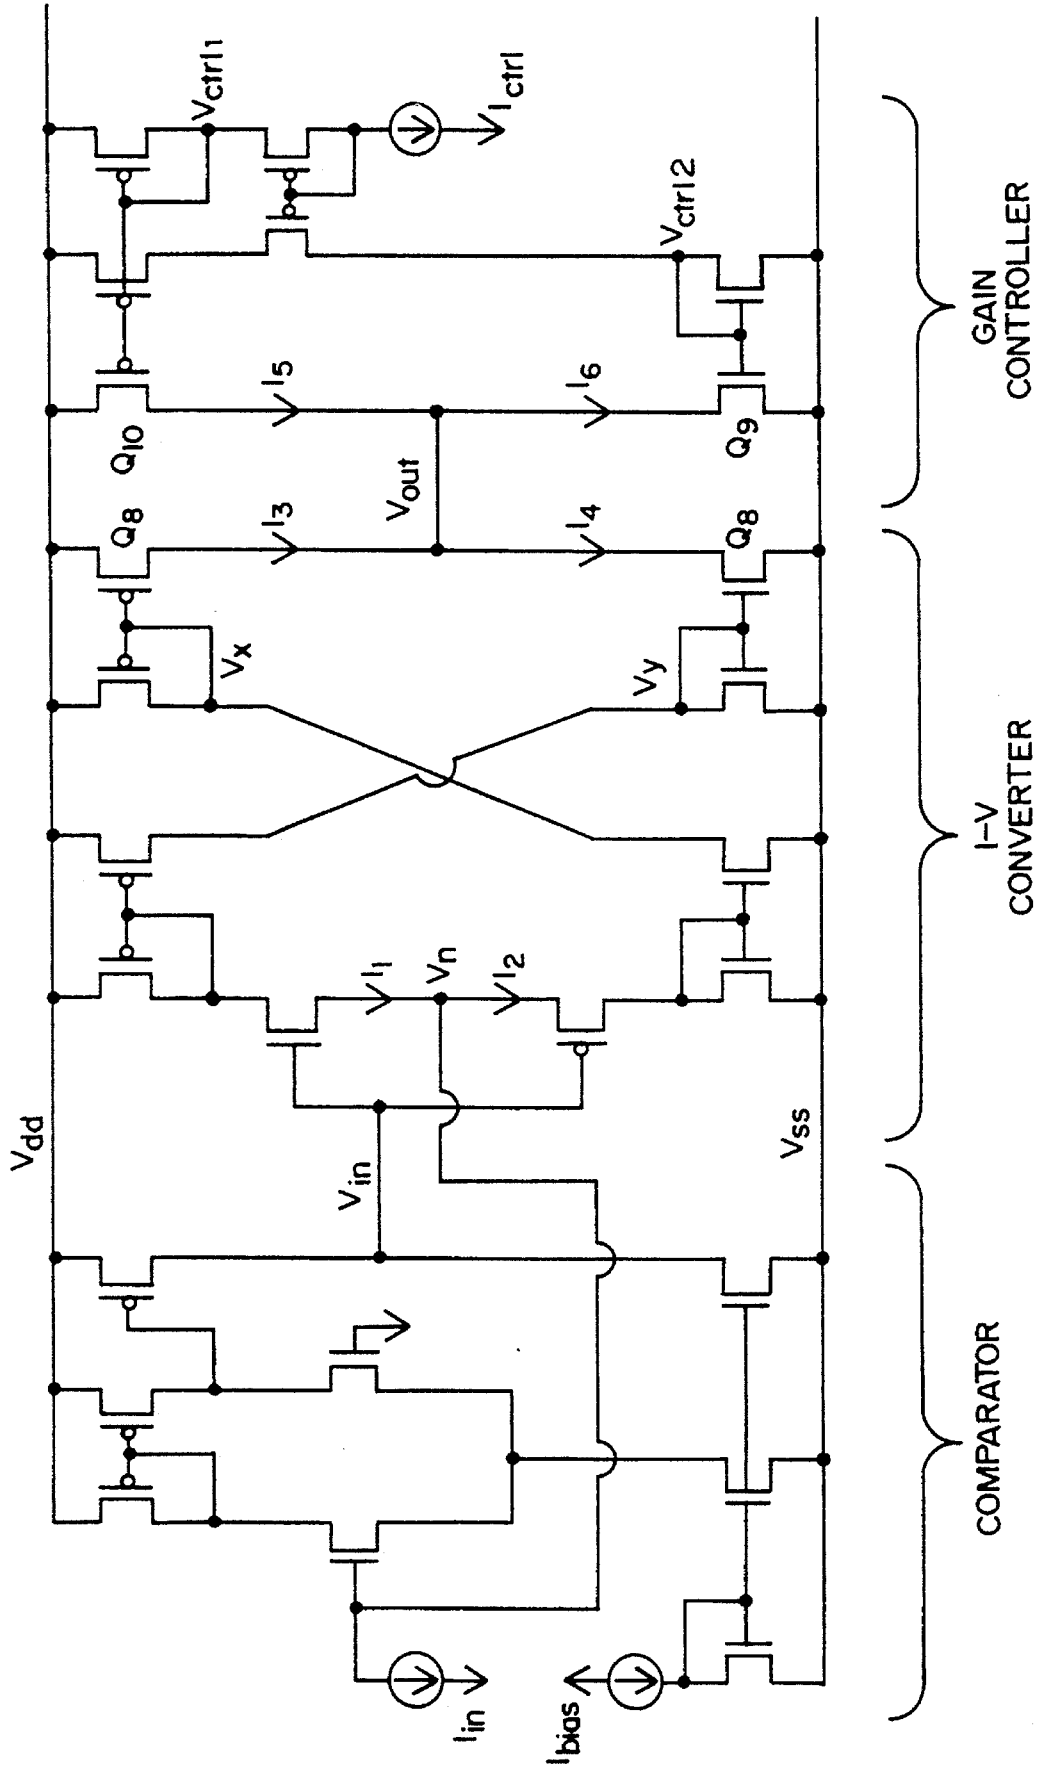 Vdd
Vss
Iin
Ibias
Vin
I1
Vn
I2
Vx
Vy
Q8
I3
I4
Q8
Vout
Q10
I5
I6
Q9
Vctrl1
Vctrl2
Ictrl
COMPARATOR
I-V
CONVERTER
GAIN
CONTROLLER